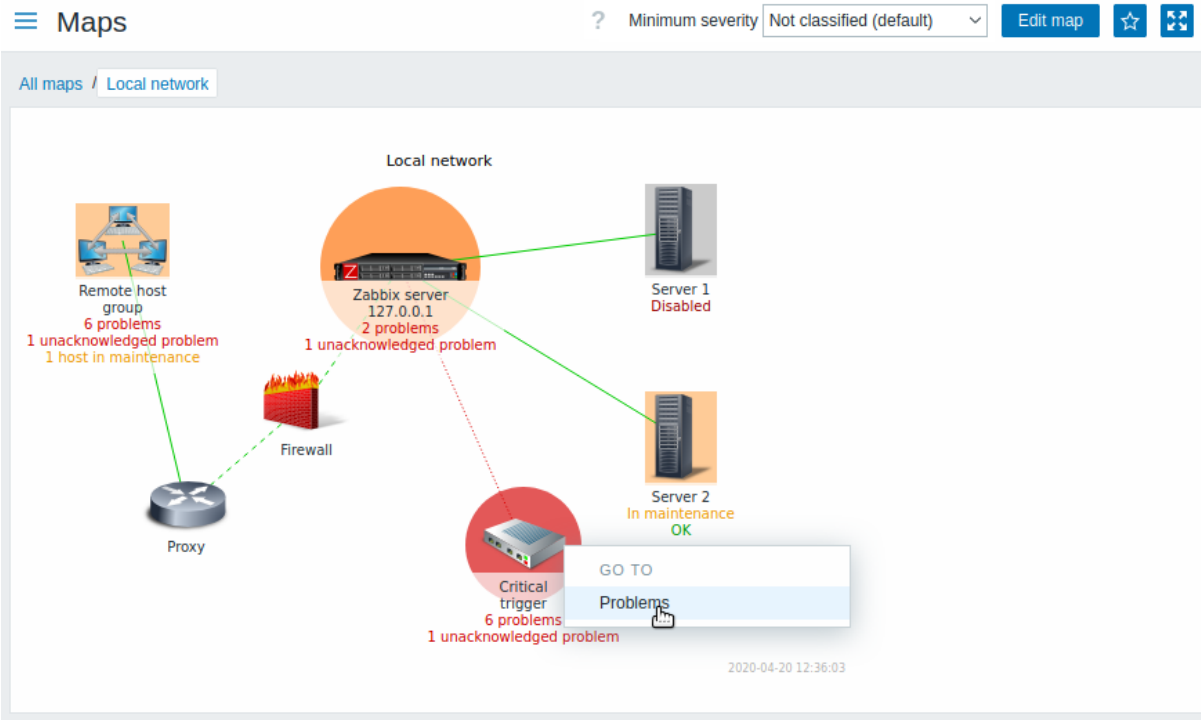 Maps
? Minimum severity Not classified (default) Edit map
All maps / Local network
Local network
Remote host
group
6 problems
1 unacknowledged problem
1 host in maintenance
Z
Zabbix server
127.0.0.1
2 problems
1 unacknowledged problem
Server 1
Disabled
Firewall
Proxy
Server 2
In maintenance
OK
Critical
trigger
6 problems
1 unacknowledged problem
GO TO
Problems
2020-04-20 12:36:03